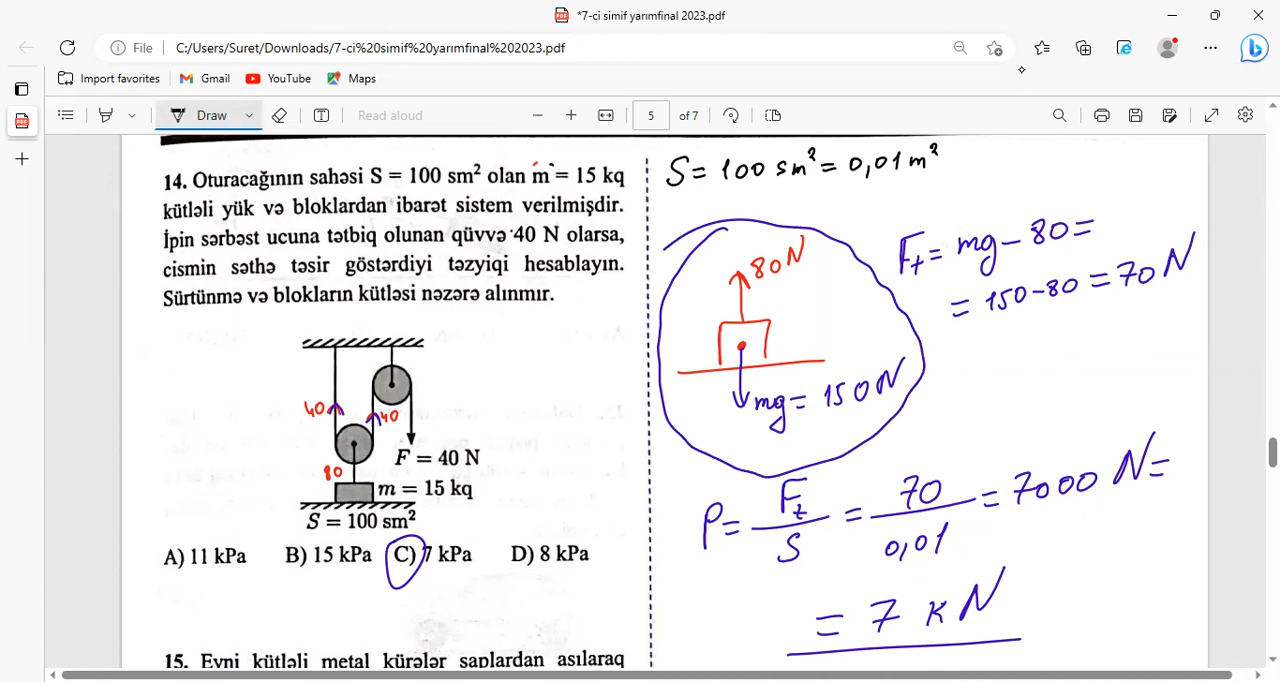 *7-ci simif yarımfinal 2023.pdf
File C:/Users/Suret/Downloads/7-ci%20simif%20yarımfinal%202023.pdf
Import favorites Gmail YouTube Maps
Draw Read aloud 5 of 7
14. Oturacağının sahəsi S = 100 sm² olan m = 15 kq
kütləli yük və bloklardan ibarət sistem verilmişdir.
İpin sərbəst ucuna tətbiq olunan qüvvə 40 N olarsa,
cismin səthə təsir göstərdiyi təzyiqi hesablayın.
Sürtünmə və blokların kütləsi nəzərə alınmır.
40 40
F = 40 N
80
m = 15 kq
S = 100 sm²
A) 11 kPa B) 15 kPa C) 7 kPa D) 8 kPa
15. Eyni kütləli metal kürələr saplardan asılaraq
S = 100 sm² = 0,01 m²
80 N
mg = 150 N
Ft = mg - 80 =
= 150 - 80 = 70 N
P = Ft / S = 70 / 0,01 = 7000 N =
= 7 kN